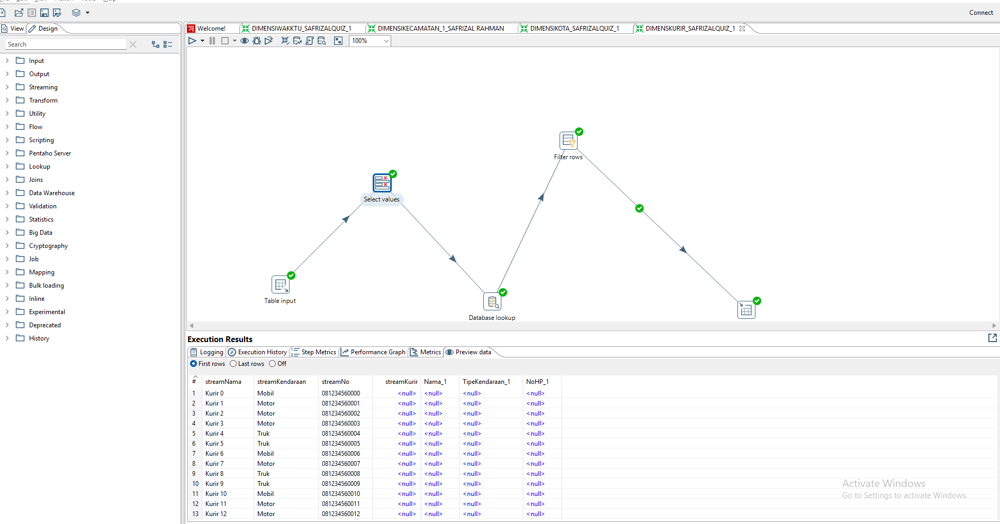 Connect
View Design
Welcome! DIMENSIWAKKTU_SAFRIZALQUIZ_1 DIMENSIKECAMATAN_1_SAFRIZAL RAHMAN DIMENSIKOTA_SAFRIZALQUIZ_1 DIMENSKURIR_SAFRIZALQUIZ_1
100%
Search
Input
Output
Streaming
Transform
Utility
Flow
Scripting
Pentaho Server
Lookup
Joins
Data Warehouse
Validation
Statistics
Big Data
Cryptography
Job
Mapping
Bulk loading
Inline
Experimental
Deprecated
History
Filter rows
Select values
Table input
Database lookup
Execution Results
Logging Execution History Step Metrics Performance Graph Metrics Preview data
First rows Last rows Off
# streamNama streamKendaraan streamNo streamKurir Nama_1 TipeKendaraan_1 NoHP_1
1 Kurir 0 Mobil 081234560000 <null> <null> <null> <null>
2 Kurir 1 Motor 081234560001 <null> <null> <null> <null>
3 Kurir 2 Motor 081234560002 <null> <null> <null> <null>
4 Kurir 3 Motor 081234560003 <null> <null> <null> <null>
5 Kurir 4 Truk 081234560004 <null> <null> <null> <null>
6 Kurir 5 Truk 081234560005 <null> <null> <null> <null>
7 Kurir 6 Mobil 081234560006 <null> <null> <null> <null>
8 Kurir 7 Motor 081234560007 <null> <null> <null> <null>
9 Kurir 8 Truk 081234560008 <null> <null> <null> <null>
10 Kurir 9 Truk 081234560009 <null> <null> <null> <null>
11 Kurir 10 Mobil 081234560010 <null> <null> <null> <null>
12 Kurir 11 Motor 081234560011 <null> <null> <null> <null>
13 Kurir 12 Motor 081234560012 <null> <null> <null> <null>
Activate Windows
Go to Settings to activate Windows.